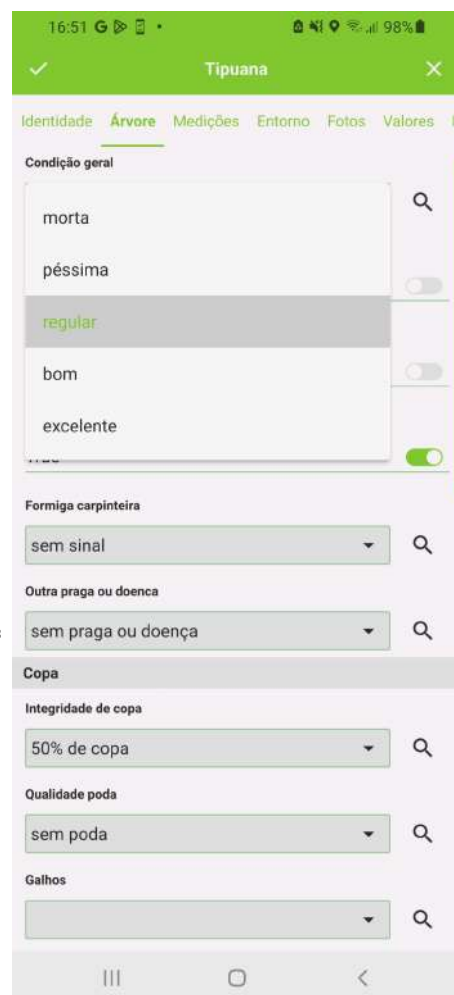 16:51 G 98%
Tipuana
Identidade Árvore Medições Entorno Fotos Valores
Condição geral
morta
péssima
regular
bom
excelente
Formiga carpinteira
sem sinal
Outra praga ou doenca
sem praga ou doença
Copa
Integridade de copa
50% de copa
Qualidade poda
sem poda
Galhos